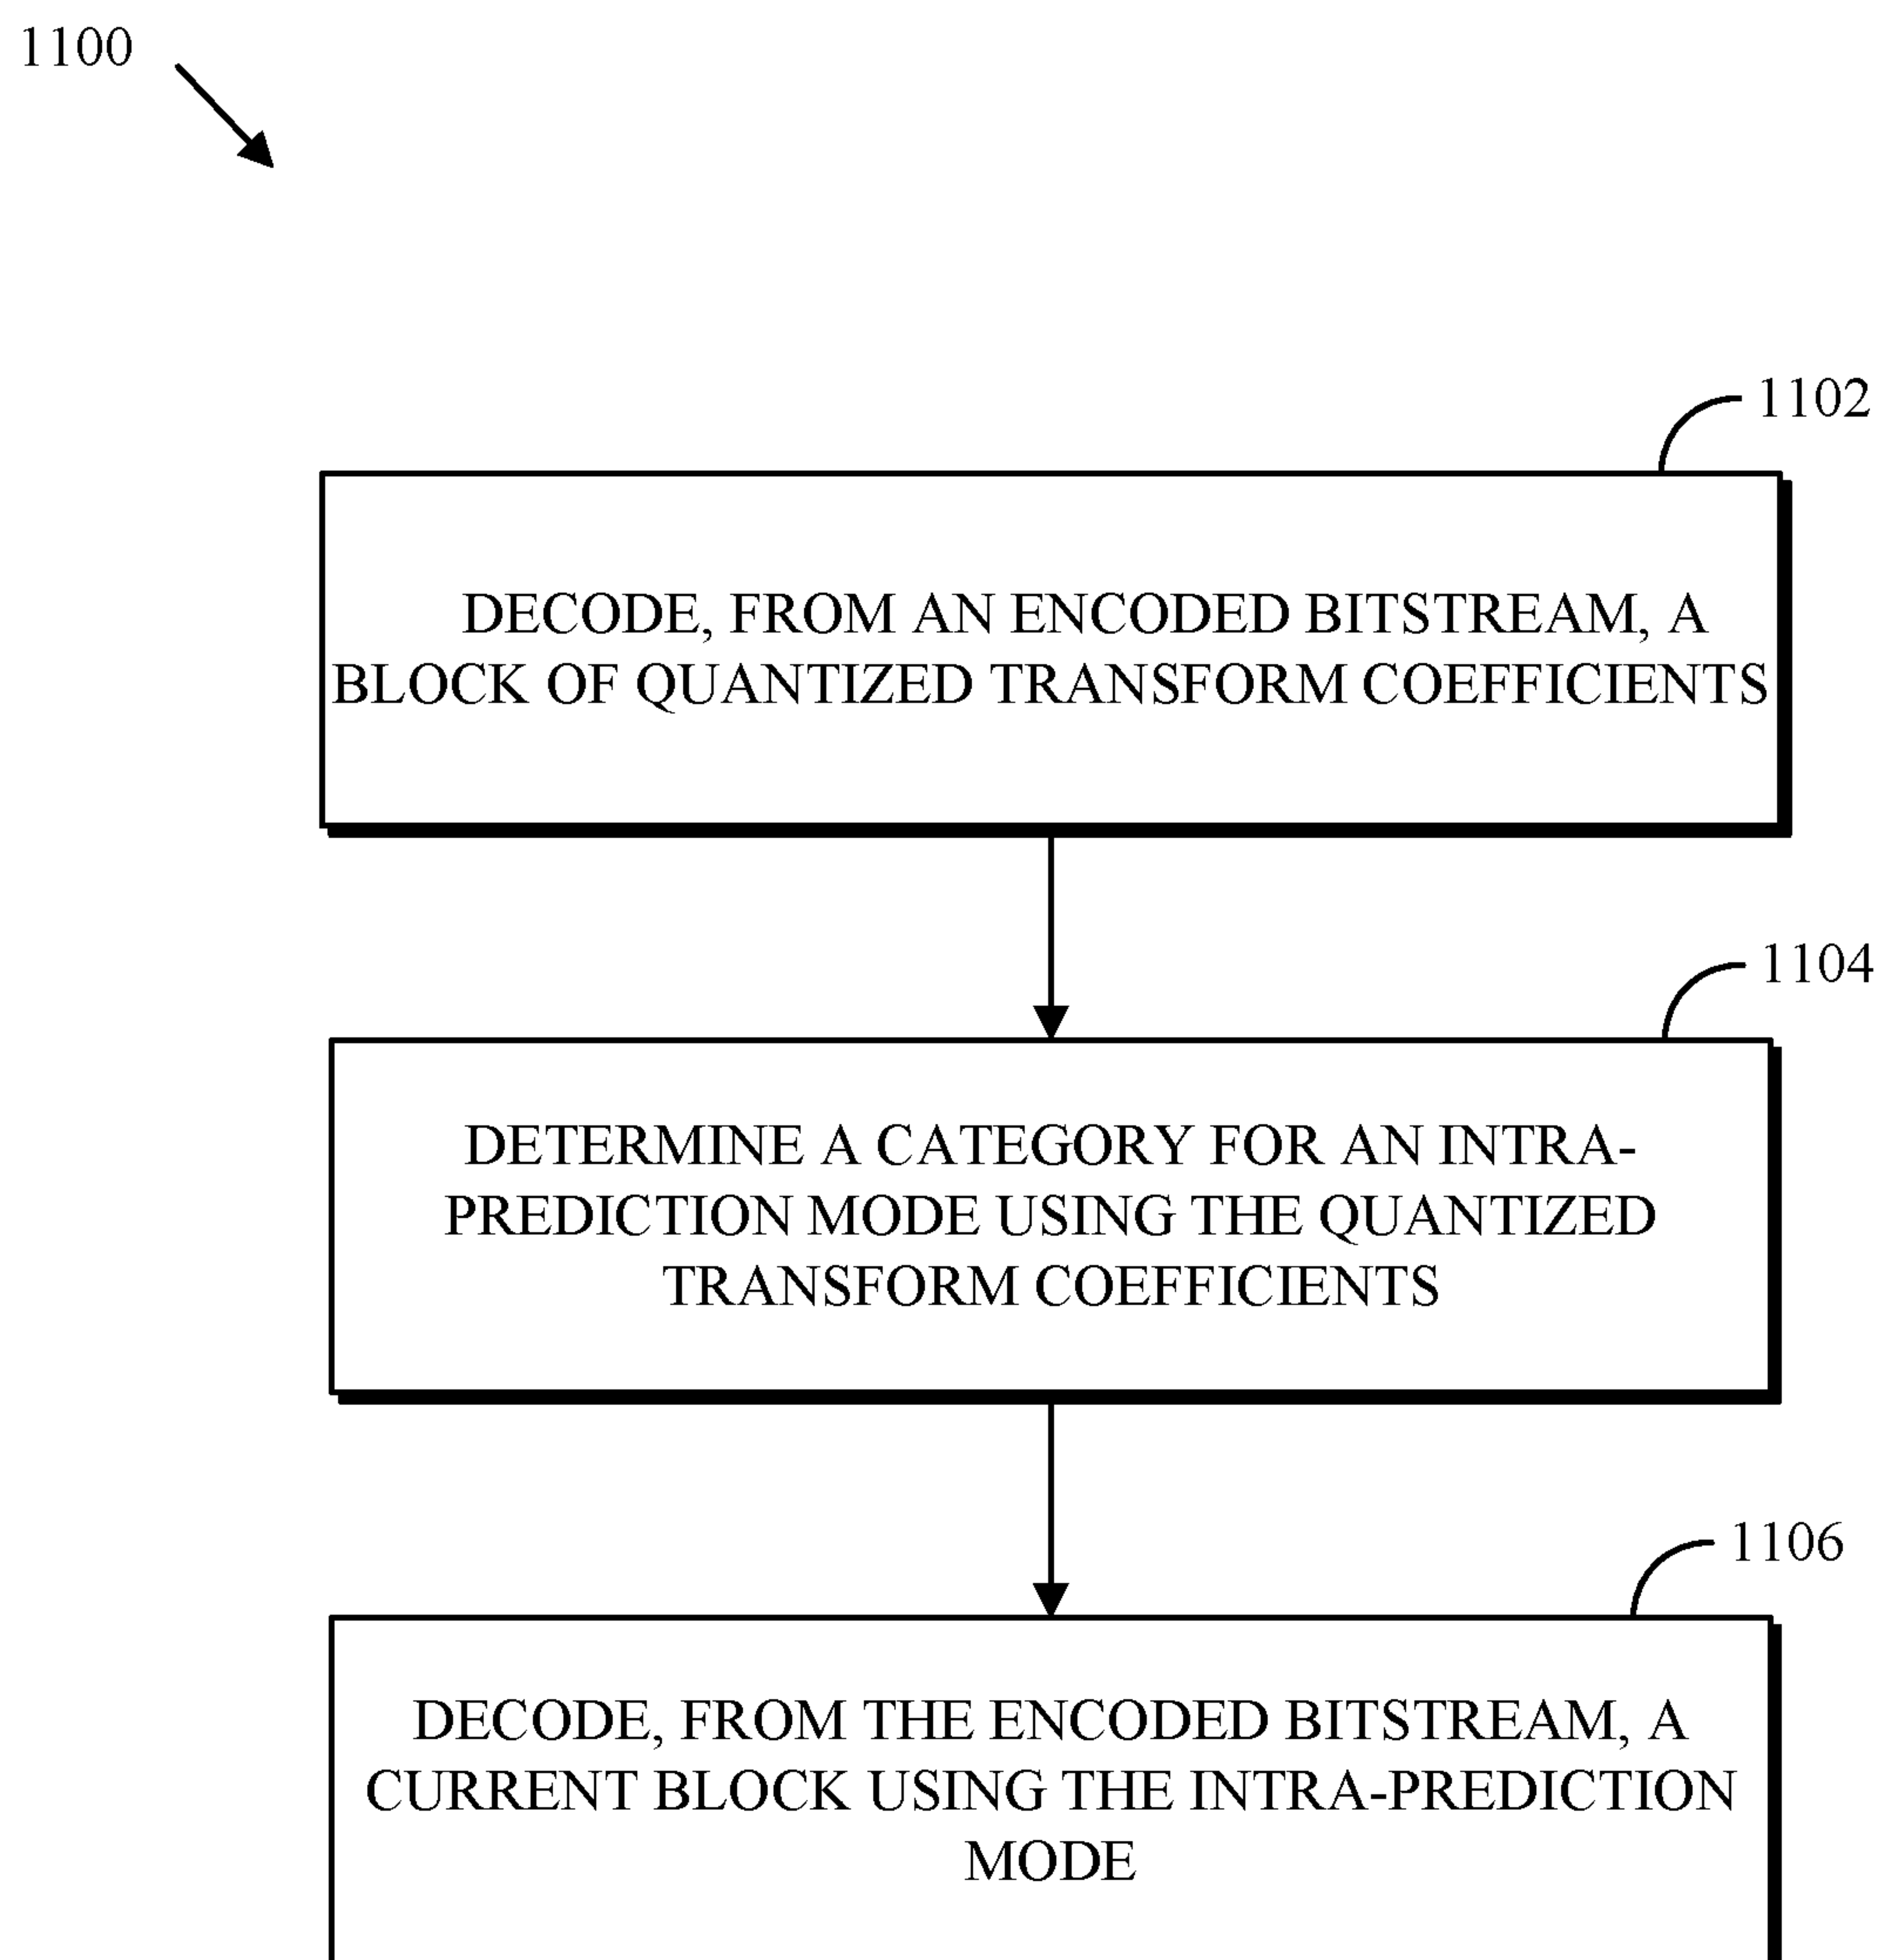 1100
1102
DECODE, FROM AN ENCODED BITSTREAM, A
BLOCK OF QUANTIZED TRANSFORM COEFFICIENTS
1104
DETERMINE A CATEGORY FOR AN INTRA-
PREDICTION MODE USING THE QUANTIZED
TRANSFORM COEFFICIENTS
1106
DECODE, FROM THE ENCODED BITSTREAM, A
CURRENT BLOCK USING THE INTRA-PREDICTION
MODE